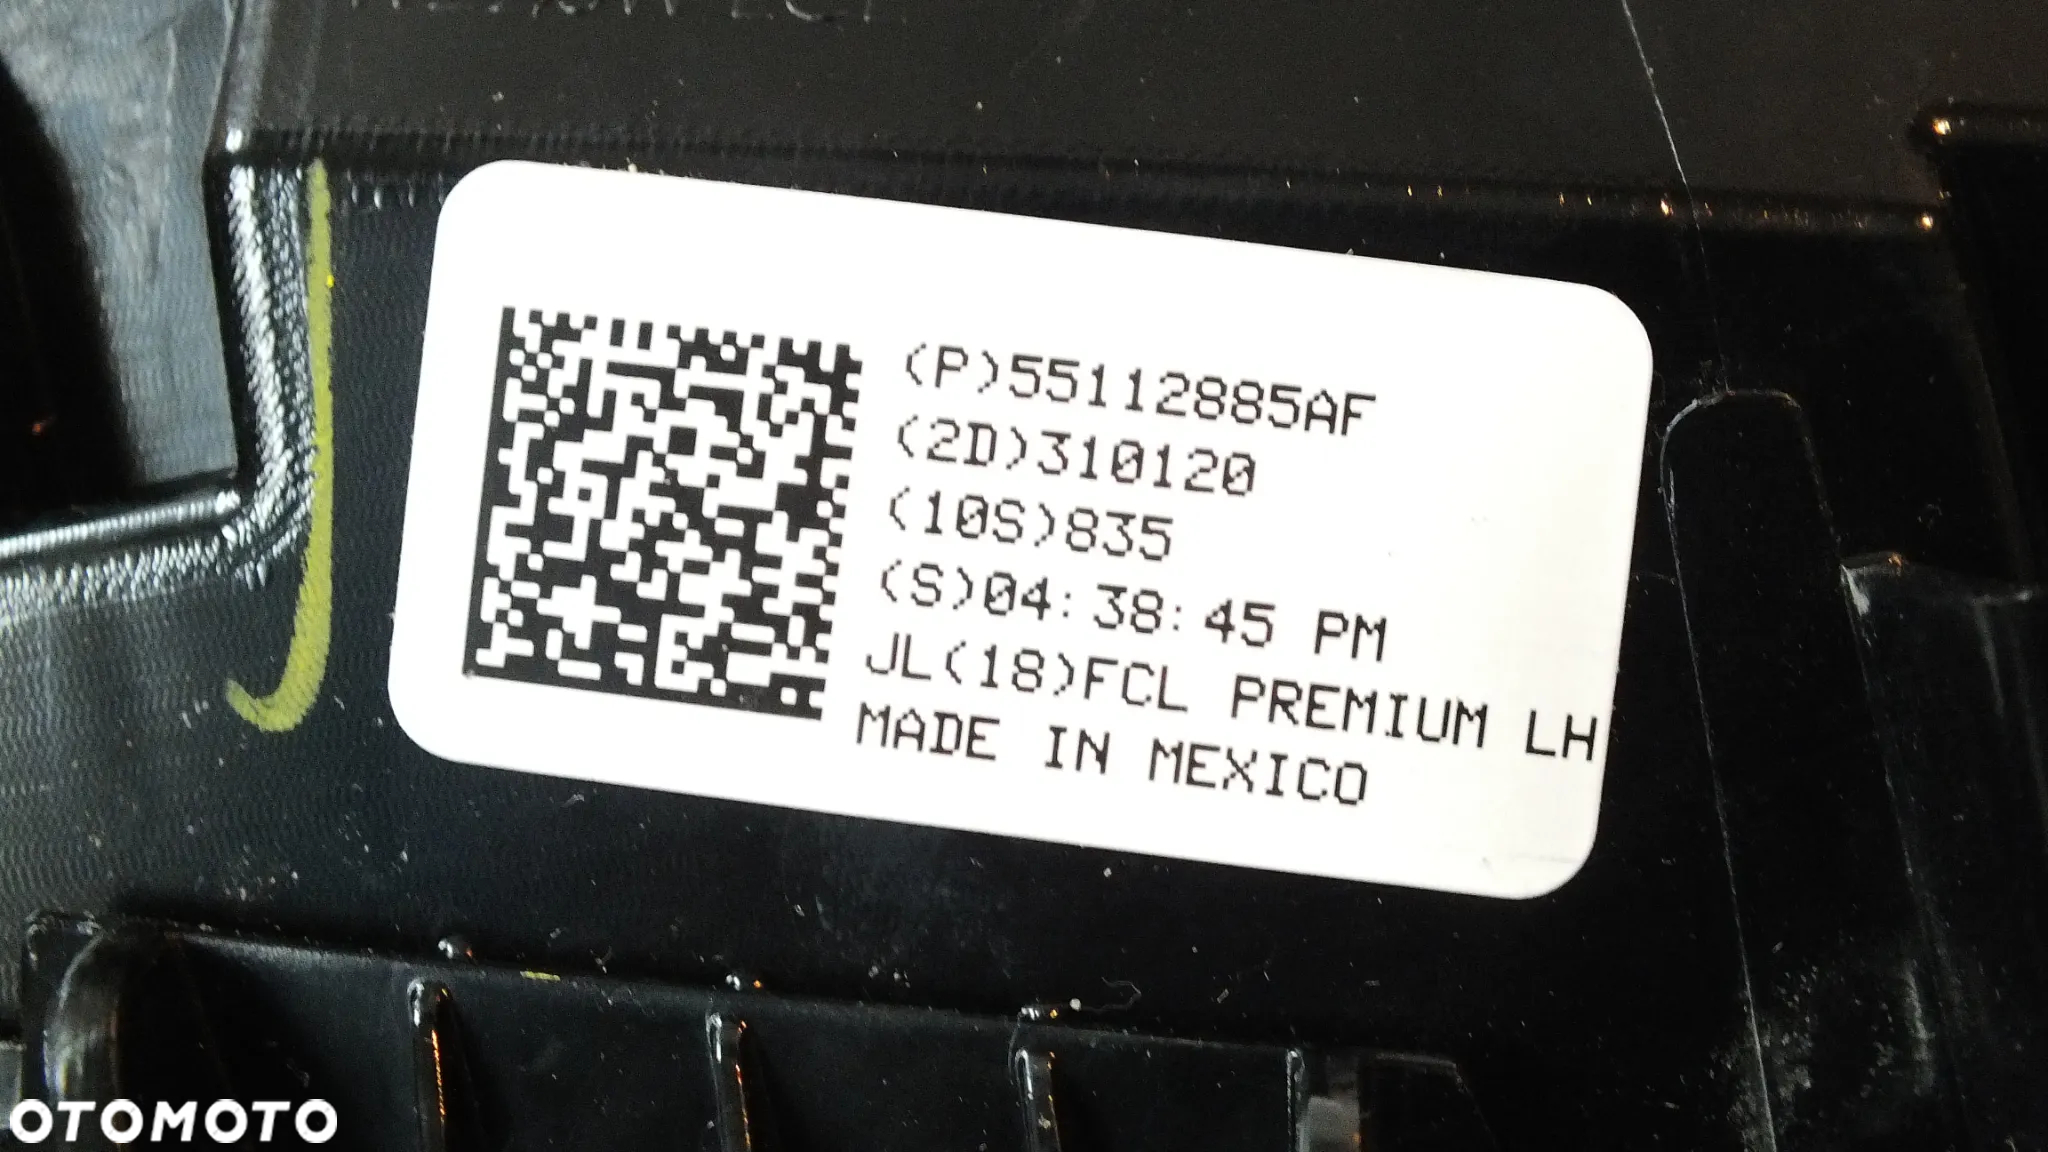 (P)55112885AF
(2D)310120
(10S)835
(S)04:38:45 PM
JL(18)FCL PREMIUM LH
MADE IN MEXICO
OTOMOTO